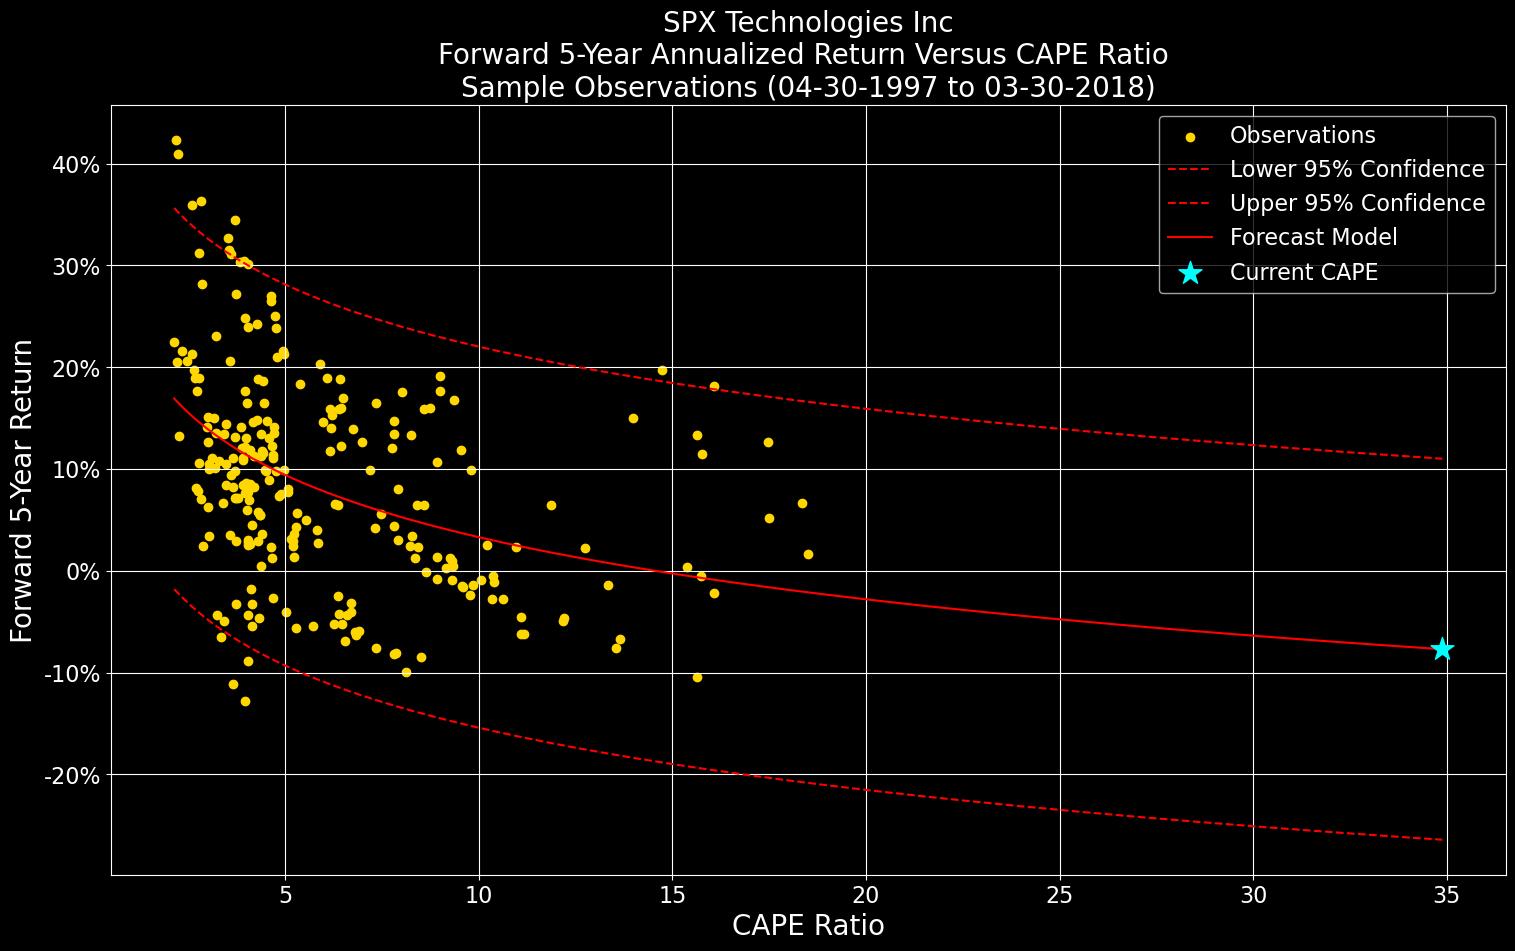 SPX Technologies Inc
Forward 5-Year Annualized Return Versus CAPE Ratio
Sample Observations (04-30-1997 to 03-30-2018)
Observations
Lower 95% Confidence
Upper 95% Confidence
Forecast Model
Current CAPE
Forward 5-Year Return
40%
30%
20%
10%
0%
-10%
-20%
5 10 15 20 25 30 35
CAPE Ratio